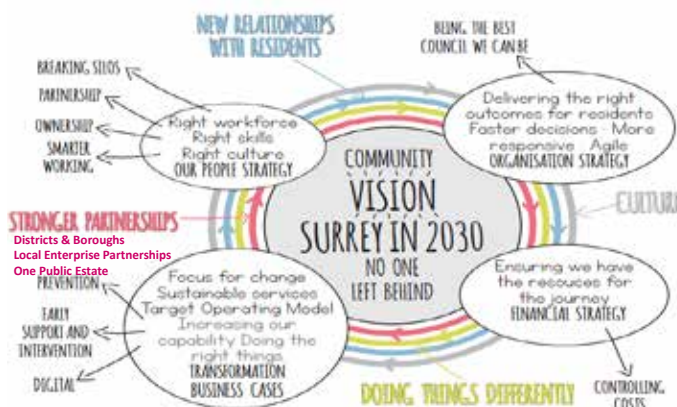 NEW RELATIONSHIPS
WITH RESIDENTS
BEING THE BEST
COUNCIL WE CAN BE
BREAKING SILOS
PARTNERSHIP
OWNERSHIP
SMARTER
WORKING
Right workforce
Right skills
Right culture
OUR PEOPLE STRATEGY
Delivering the right
outcomes for residents
Faster decisions - More
responsive Agile
ORGANISATION STRATEGY
COMMUNITY
VISION
SURREY IN 2030
NO ONE
LEFT BEHIND
CULTURE
STRONGER PARTNERSHIPS
Districts & Boroughs
Local Enterprise Partnerships
One Public Estate
PREVENTION
EARLY
SUPPORT AND
INTERVENTION
DIGITAL
Focus for change
Sustainable services
Target Operating Model
Increasing our
capability Doing the
right things
TRANSFORMATION
BUSINESS CASES
Ensuring we have
the resouces for
the journey
FINANCIAL STRATEGY
DOING THINGS DIFFERENTLY
CONTROLLING
COSTS